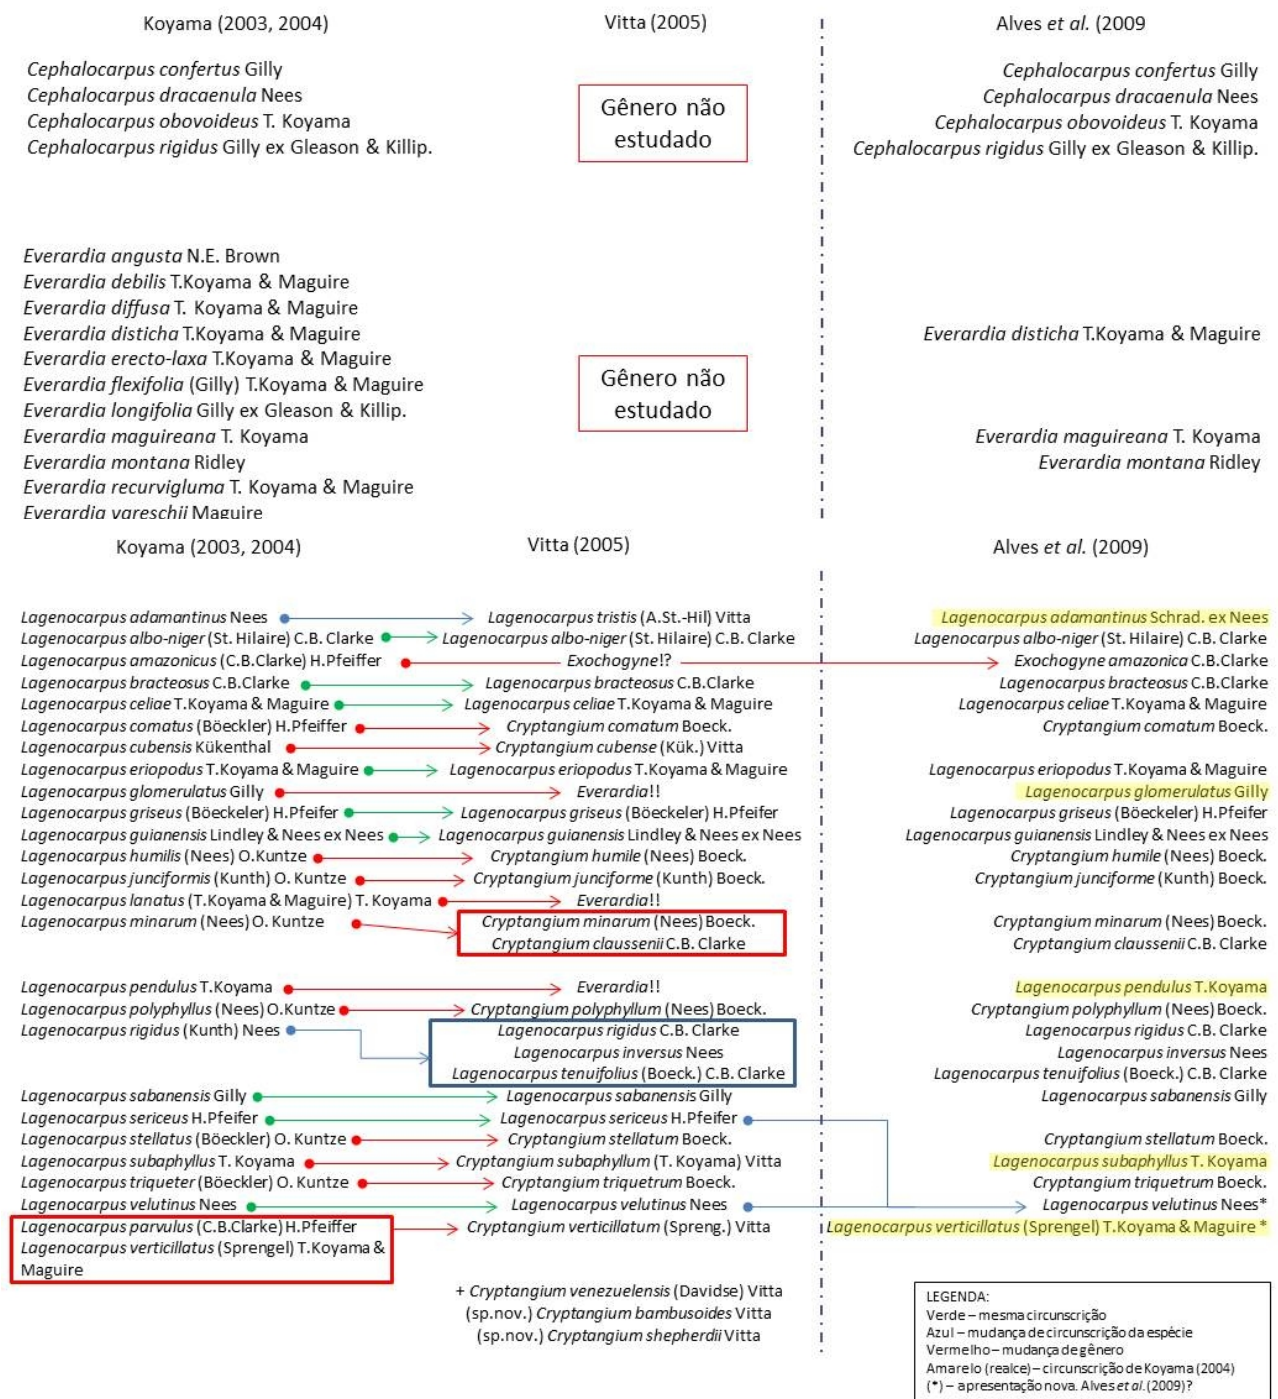 Koyama (2003, 2004)
Vitta (2005)
Alves et al. (2009
Cephalocarpus confertus Gilly
Cephalocarpus dracaenula Nees
Cephalocarpus obovoideus T. Koyama
Cephalocarpus rigidus Gilly ex Gleason & Killip.
Gênero não
estudado
Cephalocarpus confertus Gilly
Cephalocarpus dracaenula Nees
Cephalocarpus obovoideus T. Koyama
Cephalocarpus rigidus Gilly ex Gleason & Killip.
Everardia angusta N.E. Brown
Everardia debilis T.Koyama & Maguire
Everardia diffusa T. Koyama & Maguire
Everardia disticha T.Koyama & Maguire
Everardia erecto-laxa T.Koyama & Maguire
Everardia flexifolia (Gilly) T.Koyama & Maguire
Everardia longifolia Gilly ex Gleason & Killip.
Everardia maguireana T. Koyama
Everardia montana Ridley
Everardia recurvigluma T. Koyama & Maguire
Everardia vareschii Maguire
Gênero não
estudado
Everardia disticha T.Koyama & Maguire
Everardia maguireana T. Koyama
Everardia montana Ridley
Koyama (2003, 2004)
Vitta (2005)
Alves et al. (2009)
Lagenocarpus adamantinus Nees
Lagenocarpus albo-niger (St. Hilaire) C.B. Clarke
Lagenocarpus amazonicus (C.B.Clarke) H.Pfeiffer
Lagenocarpus bracteosus C.B.Clarke
Lagenocarpus celiae T.Koyama & Maguire
Lagenocarpus comatus (Böeckler) H.Pfeiffer
Lagenocarpus cubensis Kükenthal
Lagenocarpus eriopodus T.Koyama & Maguire
Lagenocarpus glomerulatus Gilly
Lagenocarpus griseus (Böeckeler) H.Pfeifer
Lagenocarpus guianensis Lindley & Nees ex Nees
Lagenocarpus humilis (Nees) O.Kuntze
Lagenocarpus junciformis (Kunth) O. Kuntze
Lagenocarpus lanatus (T.Koyama & Maguire) T. Koyama
Lagenocarpus minarum (Nees) O. Kuntze
Lagenocarpus pendulus T.Koyama
Lagenocarpus polyphyllus (Nees) O.Kuntze
Lagenocarpus rigidus (Kunth) Nees
Lagenocarpus sabanensis Gilly
Lagenocarpus sericeus H.Pfeifer
Lagenocarpus stellatus (Böeckler) O. Kuntze
Lagenocarpus subaphyllus T. Koyama
Lagenocarpus triqueter (Böeckler) O. Kuntze
Lagenocarpus velutinus Nees
Lagenocarpus parvulus (C.B.Clarke) H.Pfeiffer
Lagenocarpus verticillatus (Sprengel) T.Koyama &
Maguire
Lagenocarpus tristis (A.St.-Hil) Vitta
Lagenocarpus albo-niger (St. Hilaire) C.B. Clarke
Exochogyne!?
Lagenocarpus bracteosus C.B.Clarke
Lagenocarpus celiae T.Koyama & Maguire
Cryptangium comatum Boeck.
Cryptangium cubense (Kük.) Vitta
Lagenocarpus eriopodus T.Koyama & Maguire
Everardia!!
Lagenocarpus griseus (Böeckeler) H.Pfeifer
Lagenocarpus guianensis Lindley & Nees ex Nees
Cryptangium humile (Nees) Boeck.
Cryptangium junciforme (Kunth) Boeck.
Everardia!!
Cryptangium minarum (Nees) Boeck.
Cryptangium claussenii C.B. Clarke
Everardia!!
Cryptangium polyphyllum (Nees) Boeck.
Lagenocarpus rigidus C.B. Clarke
Lagenocarpus inversus Nees
Lagenocarpus tenuifolius (Boeck.) C.B. Clarke
Lagenocarpus sabanensis Gilly
Lagenocarpus sericeus H.Pfeifer
Cryptangium stellatum Boeck.
Cryptangium subaphyllum (T. Koyama) Vitta
Cryptangium triquetrum Boeck.
Lagenocarpus velutinus Nees
Cryptangium verticillatum (Spreng.) Vitta
+ Cryptangium venezuelensis (Davidse) Vitta
(sp.nov.) Cryptangium bambusoides Vitta
(sp.nov.) Cryptangium shepherdii Vitta
Lagenocarpus adamantinus Schrad. ex Nees
Lagenocarpus albo-niger (St. Hilaire) C.B. Clarke
Exochogyne amazonica C.B.Clarke
Lagenocarpus bracteosus C.B.Clarke
Lagenocarpus celiae T.Koyama & Maguire
Cryptangium comatum Boeck.
Lagenocarpus eriopodus T.Koyama & Maguire
Lagenocarpus glomerulatus Gilly
Lagenocarpus griseus (Böeckeler) H.Pfeifer
Lagenocarpus guianensis Lindley & Nees ex Nees
Cryptangium humile (Nees) Boeck.
Cryptangium junciforme (Kunth) Boeck.
Cryptangium minarum (Nees) Boeck.
Cryptangium claussenii C.B. Clarke
Lagenocarpus pendulus T.Koyama
Cryptangium polyphyllum (Nees) Boeck.
Lagenocarpus rigidus C.B. Clarke
Lagenocarpus inversus Nees
Lagenocarpus tenuifolius (Boeck.) C.B. Clarke
Lagenocarpus sabanensis Gilly
Cryptangium stellatum Boeck.
Lagenocarpus subaphyllus T. Koyama
Cryptangium triquetrum Boeck.
Lagenocarpus velutinus Nees*
Lagenocarpus verticillatus (Sprengel) T.Koyama & Maguire *
LEGENDA:
Verde – mesma circunscrição
Azul – mudança de circunscrição da espécie
Vermelho – mudança de gênero
Amarelo (realce) – circunscrição de Koyama (2004)
(*) – apresentação nova. Alves et al. (2009)?